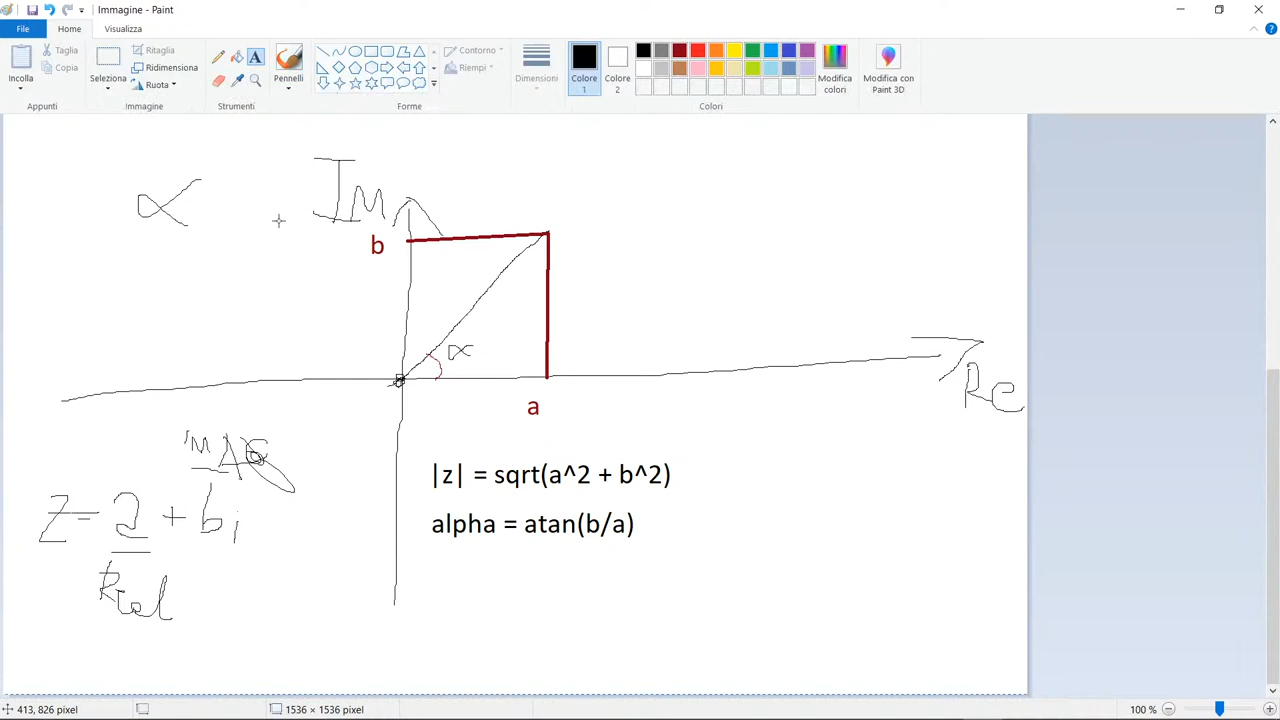 Immagine - Paint
File Home Visualizza
Incolla
Seleziona
Ritaglia
Ridimensiona
Ruota
Taglia
Copia
Pennelli
Contorno
Riempi
Dimensioni
Colore 1
Colore 2
Modifica colori
Modifica con Paint 3D
Appunti Immagine Strumenti Forme Colori
∝ Im
b
∝
Re
a
|z| = sqrt(a^2 + b^2)
alpha = atan(b/a)
413, 826 pixel 1536 × 1536 pixel 100 %